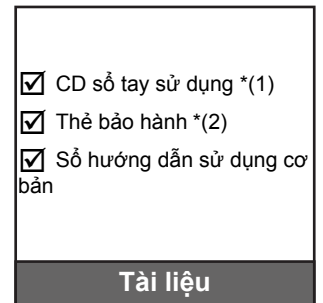 ☑ CD sổ tay sử dụng *(1)
☑ Thẻ bảo hành *(2)
☑ Sổ hướng dẫn sử dụng cơ
bản
Tài liệu